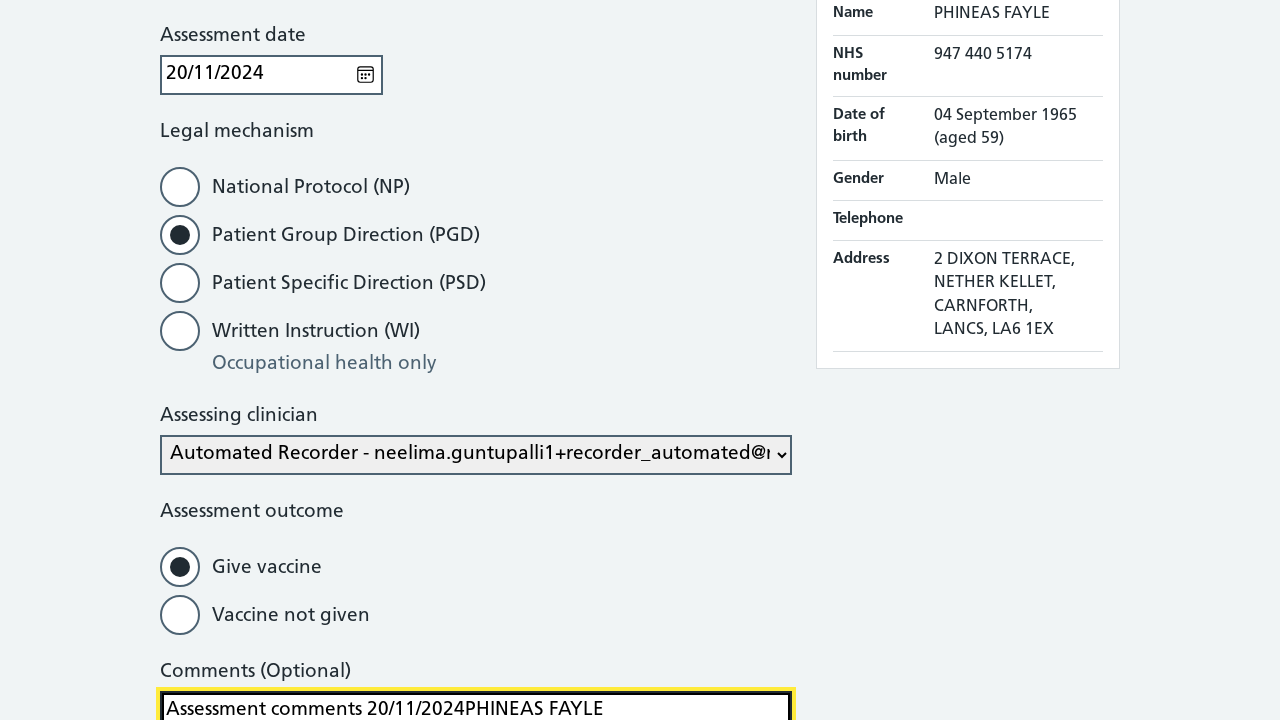 Assessment date
20/11/2024
Legal mechanism
National Protocol (NP)
Patient Group Direction (PGD)
Patient Specific Direction (PSD)
Written Instruction (WI)
Occupational health only
Assessing clinician
Automated Recorder - neelima.guntupalli1+recorder_automated@
Assessment outcome
Give vaccine
Vaccine not given
Comments (Optional)
Assessment comments 20/11/2024PHINEAS FAYLE
Name PHINEAS FAYLE
NHS number 947 440 5174
Date of birth 04 September 1965
(aged 59)
Gender Male
Telephone
Address 2 DIXON TERRACE,
NETHER KELLET,
CARNFORTH,
LANCS, LA6 1EX